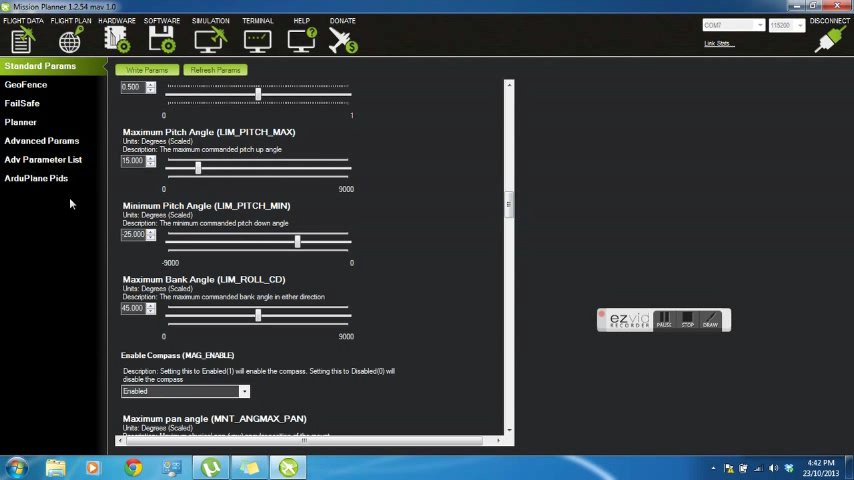 Mission Planner 1.2.54 mav 1.0
FLIGHT DATA FLIGHT PLAN HARDWARE SOFTWARE SIMULATION TERMINAL HELP DONATE
COM7 115200 DISCONNECT
Link Stats...
Standard Params
GeoFence
FailSafe
Planner
Advanced Params
Adv Parameter List
ArduPlane Pids
Write Params Refresh Params
0.500
0 1
Maximum Pitch Angle (LIM_PITCH_MAX)
Units: Degrees (Scaled)
Description: The maximum commanded pitch up angle
15.000
0 9000
Minimum Pitch Angle (LIM_PITCH_MIN)
Units: Degrees (Scaled)
Description: The minimum commanded pitch down angle
-25.000
-9000 0
Maximum Bank Angle (LIM_ROLL_CD)
Units: Degrees (Scaled)
Description: The maximum commanded bank angle in either direction
45.000
0 9000
Enable Compass (MAG_ENABLE)
Description: Setting this to Enabled(1) will enable the compass. Setting this to Disabled(0) will
disable the compass
Enabled
Maximum pan angle (MNT_ANGMAX_PAN)
Units: Degrees (Scaled)
ezvid
RECORDER
PAUSE STOP DRAW
4:42 PM
23/10/2013